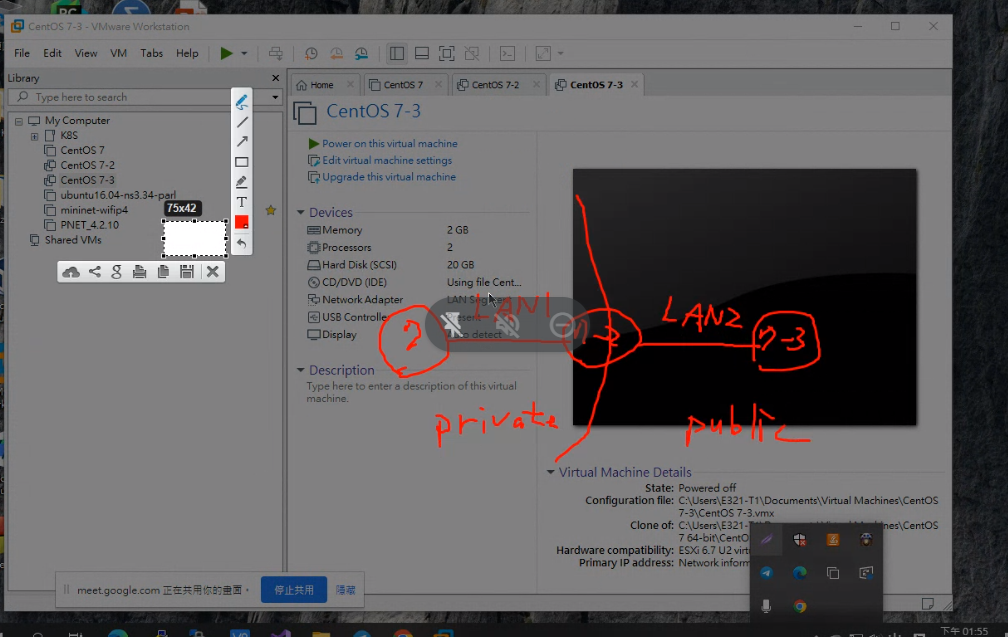 CentOS 7-3 - VMware Workstation
File Edit View VM Tabs Help
Library
Type here to search
My Computer
K8S
CentOS 7
CentOS 7-2
CentOS 7-3
ubuntu16.04-ns3.34-parl
mininet-wifip4
PNET_4.2.10
Shared VMs
75x42
T
Home CentOS 7 CentOS 7-2 CentOS 7-3
CentOS 7-3
Power on this virtual machine
Edit virtual machine settings
Upgrade this virtual machine
Devices
Memory 2 GB
Processors 2
Hard Disk (SCSI) 20 GB
CD/DVD (IDE) Using file Cent...
Network Adapter LAN
USB Controller Present
Display Auto detect
Description
Type here to enter a description of this virtual
machine.
LAN1
LAN2
7
7-2
7-3
private
public
Virtual Machine Details
State: Powered off
Configuration file: C:\Users\E321-T1\Documents\Virtual Machines\CentOS
7-3\CentOS 7-3.vmx
Clone of: C:\Users\E321-T
Virtual Machines\CentOS
7 64-bit\CentO
Hardware compatibility: ESXi 6.7 U2 virt
Primary IP address: Network inform
meet.google.com 正在共用你的畫面。
停止共用
隱藏
下午 01:55